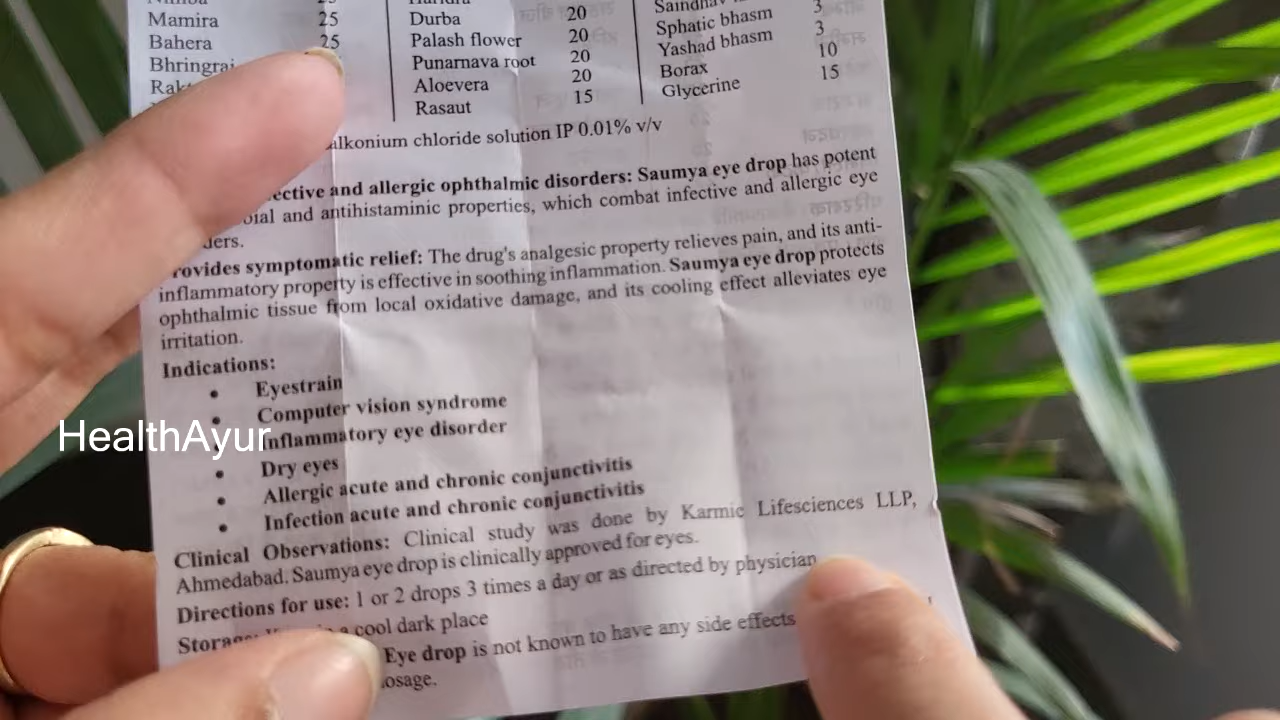 Mamira 25
Bahera 25
Bhringraj
Durba 20
Palash flower 20
Punarnava root 20
Aloevera 20
Rasaut 15
Sphatic bhasm 3
Yashad bhasm 3
Borax 10
Glycerine 15
alkonium chloride solution IP 0.01% v/v
ective and allergic ophthalmic disorders: Saumya eye drop has potent
oial and antihistaminic properties, which combat infective and allergic eye
ders.
rovides symptomatic relief: The drug's analgesic property relieves pain, and its anti-
inflammatory property is effective in soothing inflammation. Saumya eye drop protects
ophthalmic tissue from local oxidative damage, and its cooling effect alleviates eye
irritation.
Indications:
• Eyestrain
• Computer vision syndrome
• Inflammatory eye disorder
• Dry eyes
• Allergic acute and chronic conjunctivitis
• Infection acute and chronic conjunctivitis
Clinical Observations: Clinical study was done by Karmic Lifesciences LLP,
Ahmedabad. Saumya eye drop is clinically approved for eyes.
Directions for use: 1 or 2 drops 3 times a day or as directed by physician
Storage: cool dark place
Eye drop is not known to have any side effects
osage.
HealthAyur